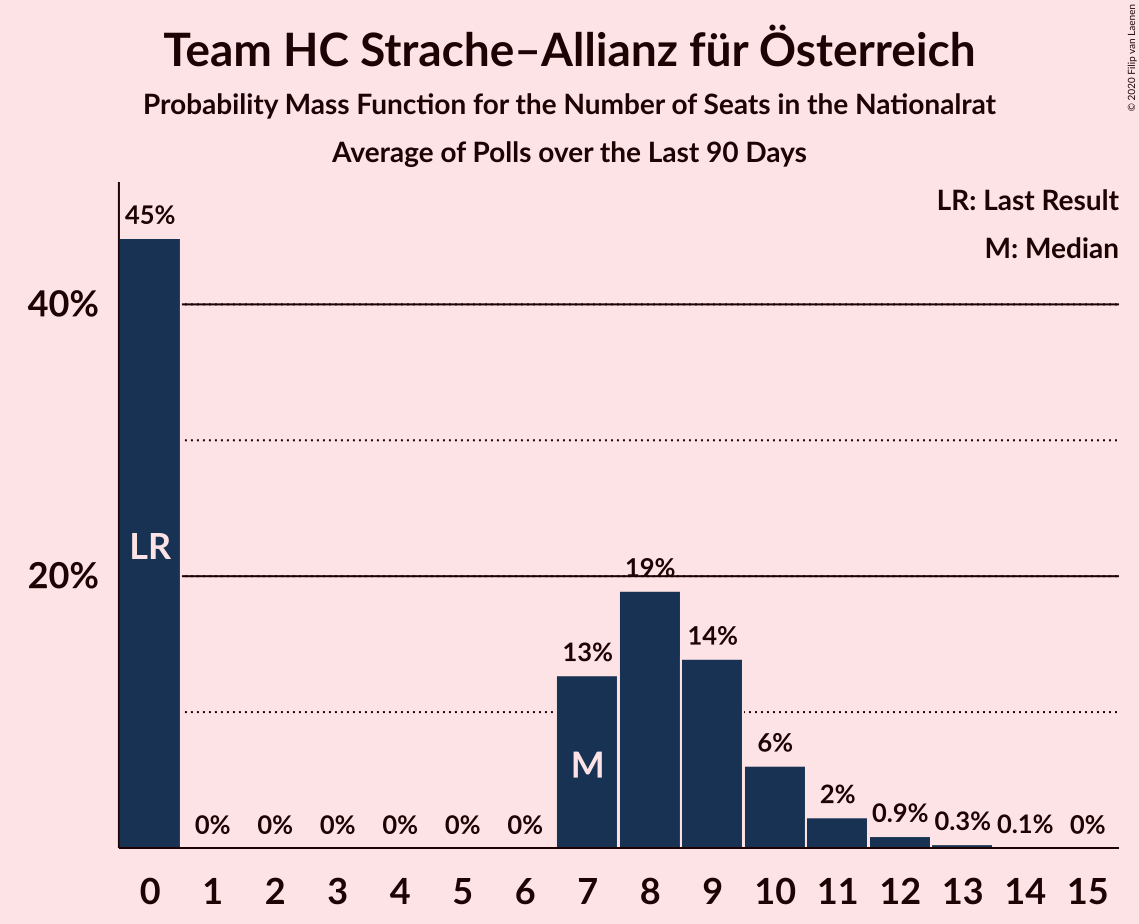 Team HC Strache–Allianz für Österreich
Probability Mass Function for the Number of Seats in the Nationalrat
Average of Polls over the Last 90 Days
© 2020 Filip van Laenen
LR: Last Result
M: Median
45%
40%
LR
20%
19%
14%
13%
M
6%
2%
0% 0% 0% 0% 0% 0% 0.9% 0.3% 0.1% 0%
0 1 2 3 4 5 6 7 8 9 10 11 12 13 14 15